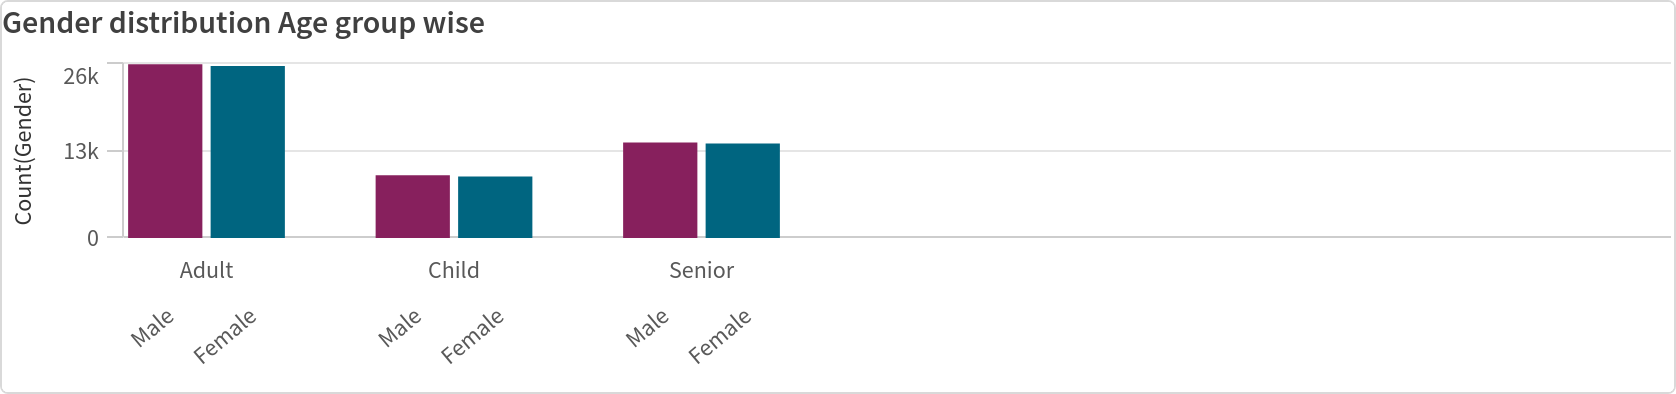 Gender distribution Age group wise
Count(Gender)
26k
13k
0
Adult Child Senior
Male Female Male Female Male Female